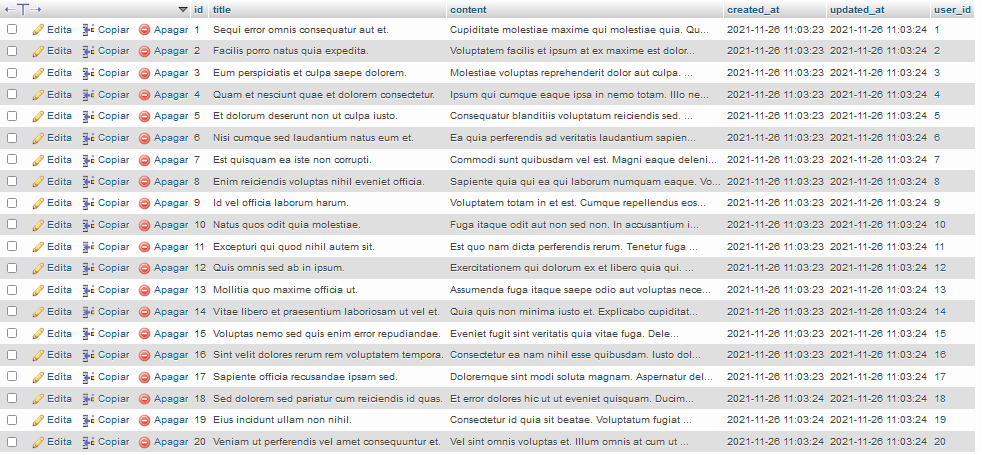 id title content created_at updated_at user_id
Edita Copiar Apagar 1 Sequi error omnis consequatur aut et. Cupiditate molestiae maxime qui molestiae quia. Qu... 2021-11-26 11:03:23 2021-11-26 11:03:24 1
Edita Copiar Apagar 2 Facilis porro natus quia expedita. Voluptatem facilis et ipsum at ex maxime est dolor... 2021-11-26 11:03:23 2021-11-26 11:03:24 2
Edita Copiar Apagar 3 Eum perspiciatis et culpa saepe dolorem. Molestiae voluptas reprehenderit dolor aut culpa. ... 2021-11-26 11:03:23 2021-11-26 11:03:24 3
Edita Copiar Apagar 4 Quam et nesciunt quae et dolorem consectetur. Ipsum qui cumque eaque ipsa in nemo totam. Illo ne... 2021-11-26 11:03:23 2021-11-26 11:03:24 4
Edita Copiar Apagar 5 Et dolorum deserunt non ut culpa iusto. Consequatur blanditiis voluptatum reiciendis sed. ... 2021-11-26 11:03:23 2021-11-26 11:03:24 5
Edita Copiar Apagar 6 Nisi cumque sed laudantium natus eum et. Ea quia perferendis ad veritatis laudantium sapien... 2021-11-26 11:03:23 2021-11-26 11:03:24 6
Edita Copiar Apagar 7 Est quisquam ea iste non corrupti. Commodi sunt quibusdam vel est. Magni eaque deleni... 2021-11-26 11:03:23 2021-11-26 11:03:24 7
Edita Copiar Apagar 8 Enim reiciendis voluptas nihil eveniet officia. Sapiente quia qui ea qui laborum numquam eaque. Vo... 2021-11-26 11:03:23 2021-11-26 11:03:24 8
Edita Copiar Apagar 9 Id vel officia laborum harum. Voluptatem totam in et est. Cumque repellendus eos... 2021-11-26 11:03:23 2021-11-26 11:03:24 9
Edita Copiar Apagar 10 Natus quos odit quia molestiae. Fuga itaque odit aut non sed non. In accusantium i... 2021-11-26 11:03:23 2021-11-26 11:03:24 10
Edita Copiar Apagar 11 Excepturi qui quod nihil autem sit. Est quo nam dicta perferendis rerum. Tenetur fuga ... 2021-11-26 11:03:23 2021-11-26 11:03:24 11
Edita Copiar Apagar 12 Quis omnis sed ab in ipsum. Exercitationem qui dolorum ex et libero quia qui. ... 2021-11-26 11:03:23 2021-11-26 11:03:24 12
Edita Copiar Apagar 13 Mollitia quo maxime officia ut. Assumenda fuga itaque saepe odio aut voluptas nece... 2021-11-26 11:03:23 2021-11-26 11:03:24 13
Edita Copiar Apagar 14 Vitae libero et praesentium laboriosam ut vel et. Quia quis non minima iusto et. Explicabo cupiditat... 2021-11-26 11:03:23 2021-11-26 11:03:24 14
Edita Copiar Apagar 15 Voluptas nemo sed quis enim error repudiandae. Eveniet fugit sint veritatis quia vitae fuga. Dele... 2021-11-26 11:03:23 2021-11-26 11:03:24 15
Edita Copiar Apagar 16 Sint velit dolores rerum rem voluptatem tempora. Consectetur ea nam nihil esse quibusdam. Iusto dol... 2021-11-26 11:03:23 2021-11-26 11:03:24 16
Edita Copiar Apagar 17 Sapiente officia recusandae ipsam sed. Doloremque sint modi soluta magnam. Aspernatur del... 2021-11-26 11:03:23 2021-11-26 11:03:24 17
Edita Copiar Apagar 18 Sed dolorem sed pariatur cum reiciendis id quas. Et error dolores hic ut ut eveniet quisquam. Ducim... 2021-11-26 11:03:24 2021-11-26 11:03:24 18
Edita Copiar Apagar 19 Eius incidunt ullam non nihil. Consectetur id quia sit beatae. Voluptatum fugiat ... 2021-11-26 11:03:24 2021-11-26 11:03:24 19
Edita Copiar Apagar 20 Veniam ut perferendis vel amet consequuntur et. Vel sint omnis voluptas et. Illum omnis at cum ut ... 2021-11-26 11:03:24 2021-11-26 11:03:24 20